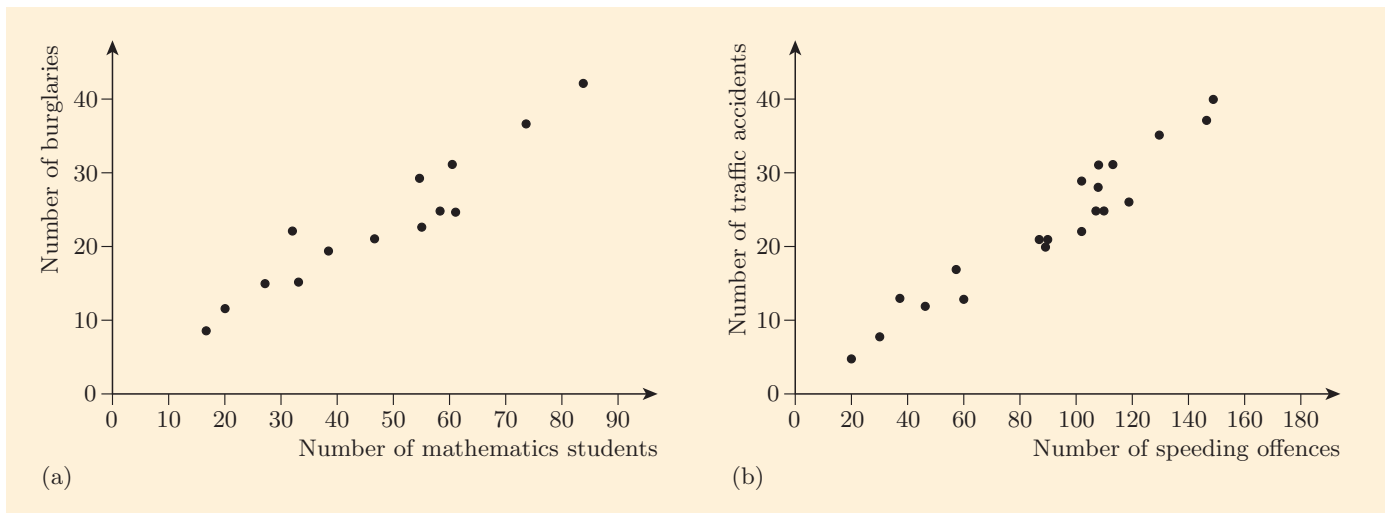 Number of burglaries
40
30
20
10
0
0 10 20 30 40 50 60 70 80 90
Number of mathematics students
(a)
Number of traffic accidents
40
30
20
10
0
0 20 40 60 80 100 120 140 160 180
Number of speeding offences
(b)